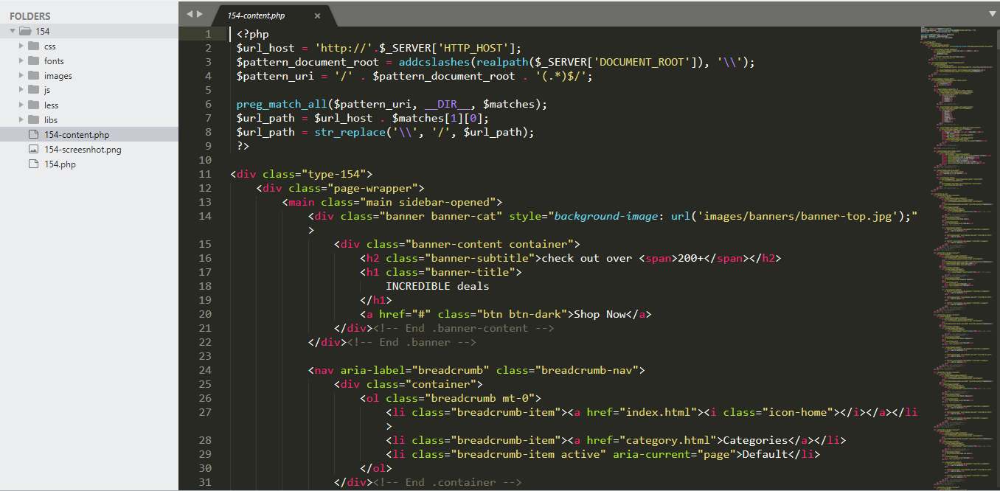 FOLDERS
154
css
fonts
images
js
less
libs
154-content.php
154-screesnhot.png
154.php
154-content.php ×
1 <?php
2 $url_host = 'http://'.$_SERVER['HTTP_HOST'];
3 $pattern_document_root = addcslashes(realpath($_SERVER['DOCUMENT_ROOT']), '\\');
4 $pattern_uri = '/' . $pattern_document_root . '(.*)$/';
5
6 preg_match_all($pattern_uri, __DIR__, $matches);
7 $url_path = $url_host . $matches[1][0];
8 $url_path = str_replace('\\', '/', $url_path);
9 ?>
10
11 <div class="type-154">
12 <div class="page-wrapper">
13 <main class="main sidebar-opened">
14 <div class="banner banner-cat" style="background-image: url('images/banners/banner-top.jpg');"
>
15 <div class="banner-content container">
16 <h2 class="banner-subtitle">check out over <span>200+</span></h2>
17 <h1 class="banner-title">
18 INCREDIBLE deals
19 </h1>
20 <a href="#" class="btn btn-dark">Shop Now</a>
21 </div><!-- End .banner-content -->
22 </div><!-- End .banner -->
23
24 <nav aria-label="breadcrumb" class="breadcrumb-nav">
25 <div class="container">
26 <ol class="breadcrumb mt-0">
27 <li class="breadcrumb-item"><a href="index.html"><i class="icon-home"></i></a></li
>
28 <li class="breadcrumb-item"><a href="category.html">Categories</a></li>
29 <li class="breadcrumb-item active" aria-current="page">Default</li>
30 </ol>
31 </div><!-- End .container -->